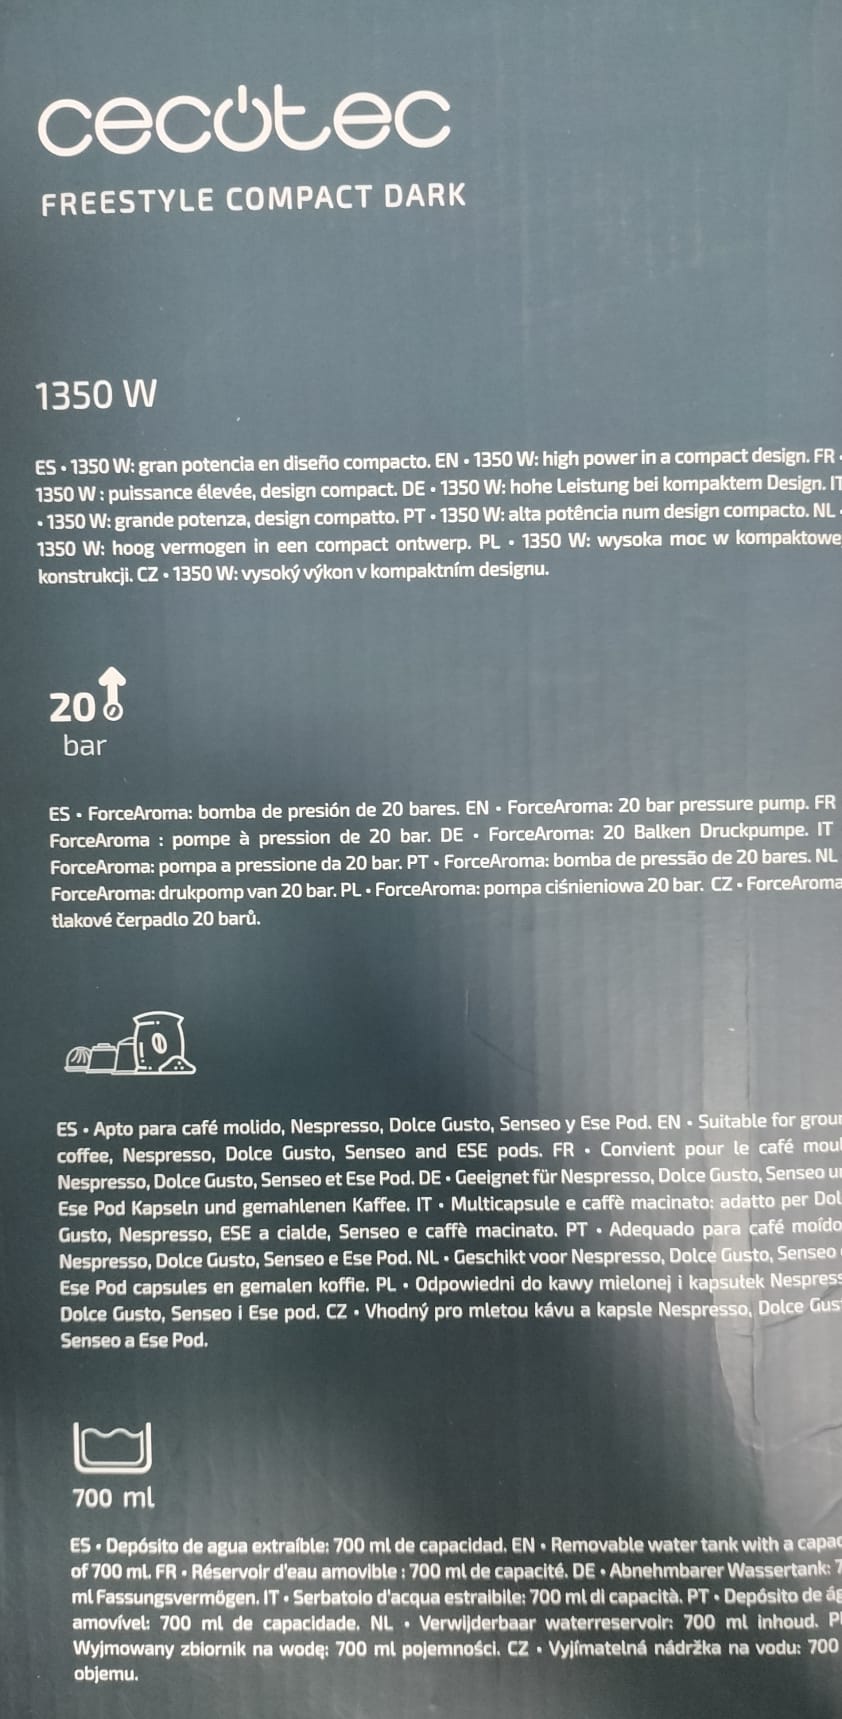 cecotec
FREESTYLE COMPACT DARK
1350 W
ES • 1350 W: gran potencia en diseño compacto. EN • 1350 W: high power in a compact design. FR •
1350 W : puissance élevée, design compact. DE • 1350 W: hohe Leistung bei kompaktem Design. IT
• 1350 W: grande potenza, design compatto. PT • 1350 W: alta potência num design compacto. NL •
1350 W: hoog vermogen in een compact ontwerp. PL • 1350 W: wysoka moc w kompaktowe
konstrukcji. CZ • 1350 W: vysoký výkon v kompaktním designu.
20
bar
ES • ForceAroma: bomba de presión de 20 bares. EN • ForceAroma: 20 bar pressure pump. FR
ForceAroma : pompe à pression de 20 bar. DE • ForceAroma: 20 Balken Druckpumpe. IT
ForceAroma: pompa a pressione da 20 bar. PT • ForceAroma: bomba de pressão de 20 bares. NL
ForceAroma: drukpomp van 20 bar. PL • ForceAroma: pompa ciśnieniowa 20 bar. CZ • ForceAroma
tlakové čerpadlo 20 barů.
ES • Apto para café molido, Nespresso, Dolce Gusto, Senseo y Ese Pod. EN • Suitable for grou
coffee, Nespresso, Dolce Gusto, Senseo and ESE pods. FR • Convient pour le café moul
Nespresso, Dolce Gusto, Senseo et Ese Pod. DE • Geeignet für Nespresso, Dolce Gusto, Senseo u
Ese Pod Kapseln und gemahlenen Kaffee. IT • Multicapsule e caffè macinato: adatto per Dol
Gusto, Nespresso, ESE a cialde, Senseo e caffè macinato. PT • Adequado para café moído
Nespresso, Dolce Gusto, Senseo e Ese Pod. NL • Geschikt voor Nespresso, Dolce Gusto, Senseo
Ese Pod capsules en gemalen koffie. PL • Odpowiedni do kawy mielonej i kapsułek Nespress
Dolce Gusto, Senseo i Ese pod. CZ • Vhodný pro mletou kávu a kapsle Nespresso, Dolce Gus
Senseo a Ese Pod.
700 ml
ES • Depósito de agua extraíble: 700 ml de capacidad. EN • Removable water tank with a capac
of 700 ml. FR • Réservoir d'eau amovible : 700 ml de capacité. DE • Abnehmbarer Wassertank: 7
ml Fassungsvermögen. IT • Serbatoio d'acqua estraibile: 700 ml di capacità. PT • Depósito de ág
amovível: 700 ml de capacidade. NL • Verwijderbaar waterreservoir: 700 ml inhoud. P
Wyjmowany zbiornik na wodę: 700 ml pojemności. CZ • Vyjímatelná nádržka na vodu: 700
objemu.